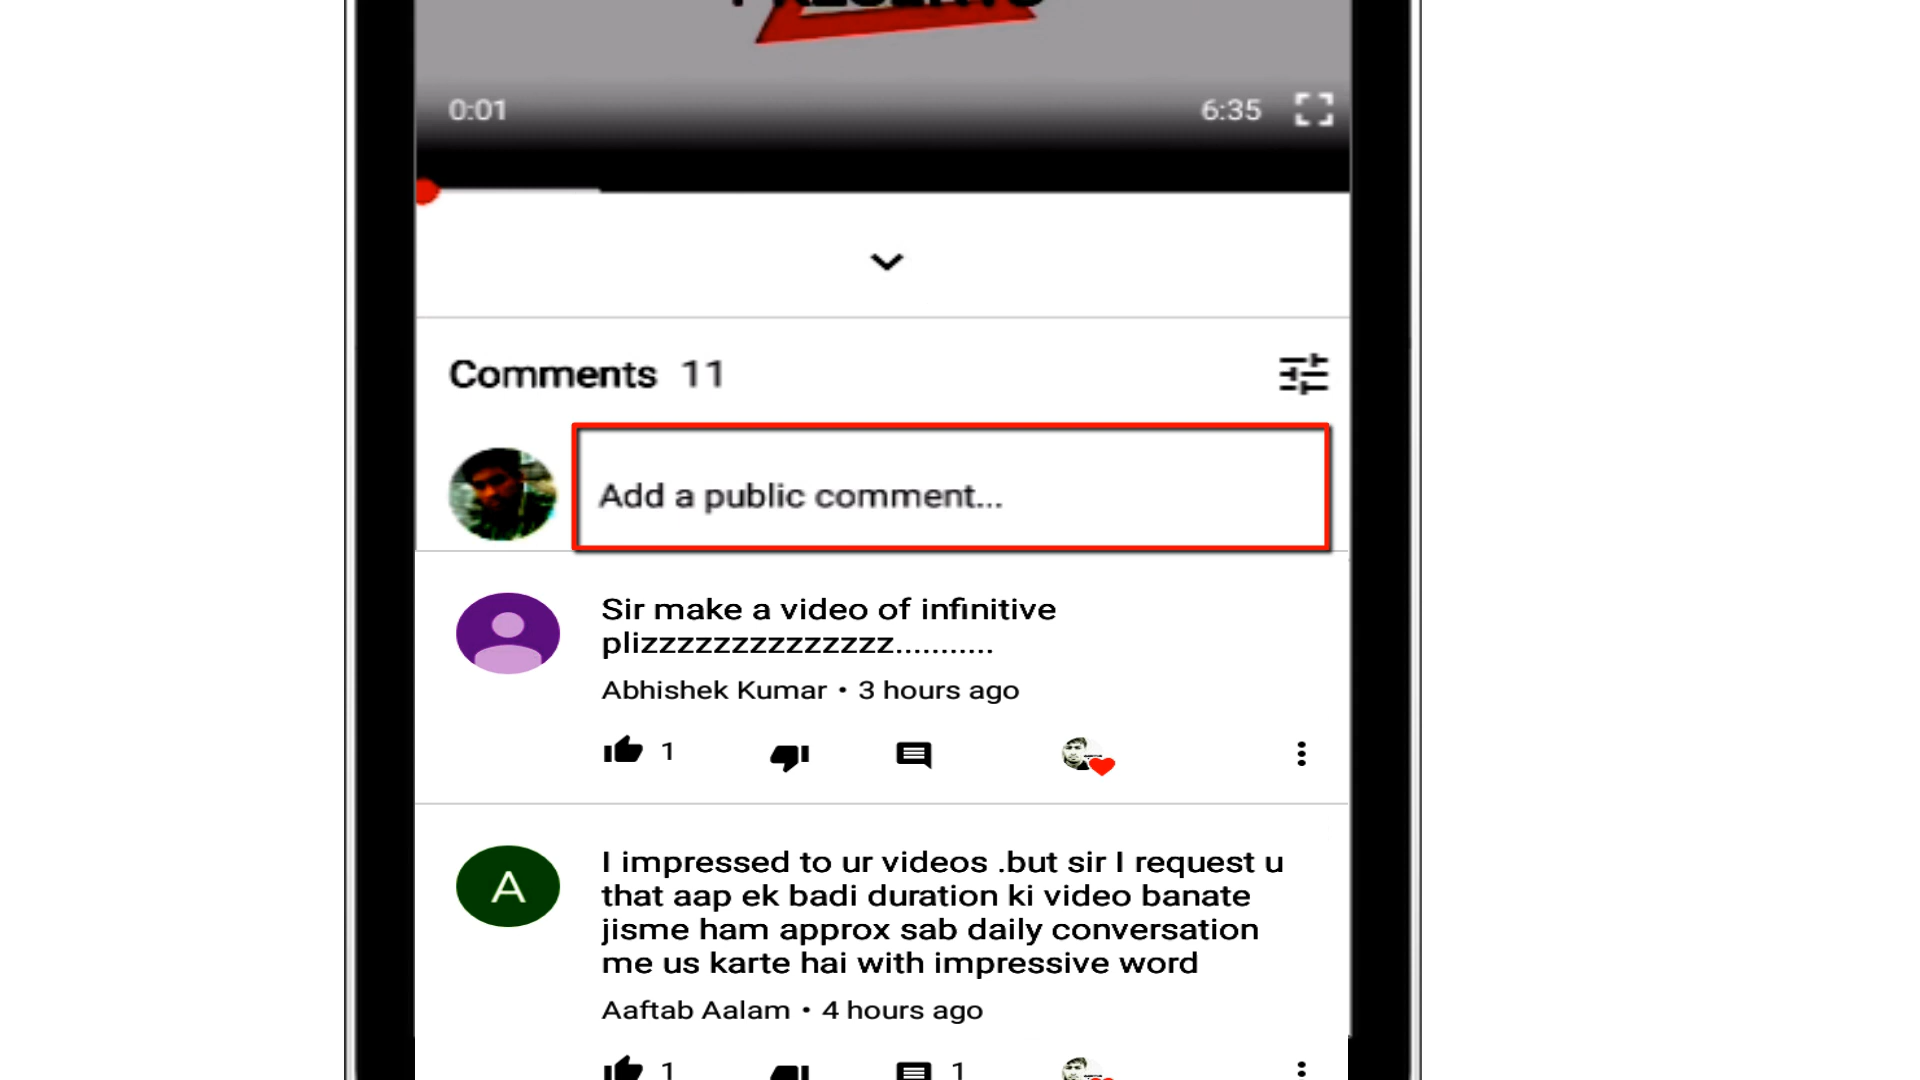 0:01 6:35
Comments 11
Add a public comment...
Sir make a video of infinitive
plizzzzzzzzzzzzzz...........
Abhishek Kumar • 3 hours ago
1
A
I impressed to ur videos .but sir I request u
that aap ek badi duration ki video banate
jisme ham approx sab daily conversation
me us karte hai with impressive word
Aaftab Aalam • 4 hours ago
1 1